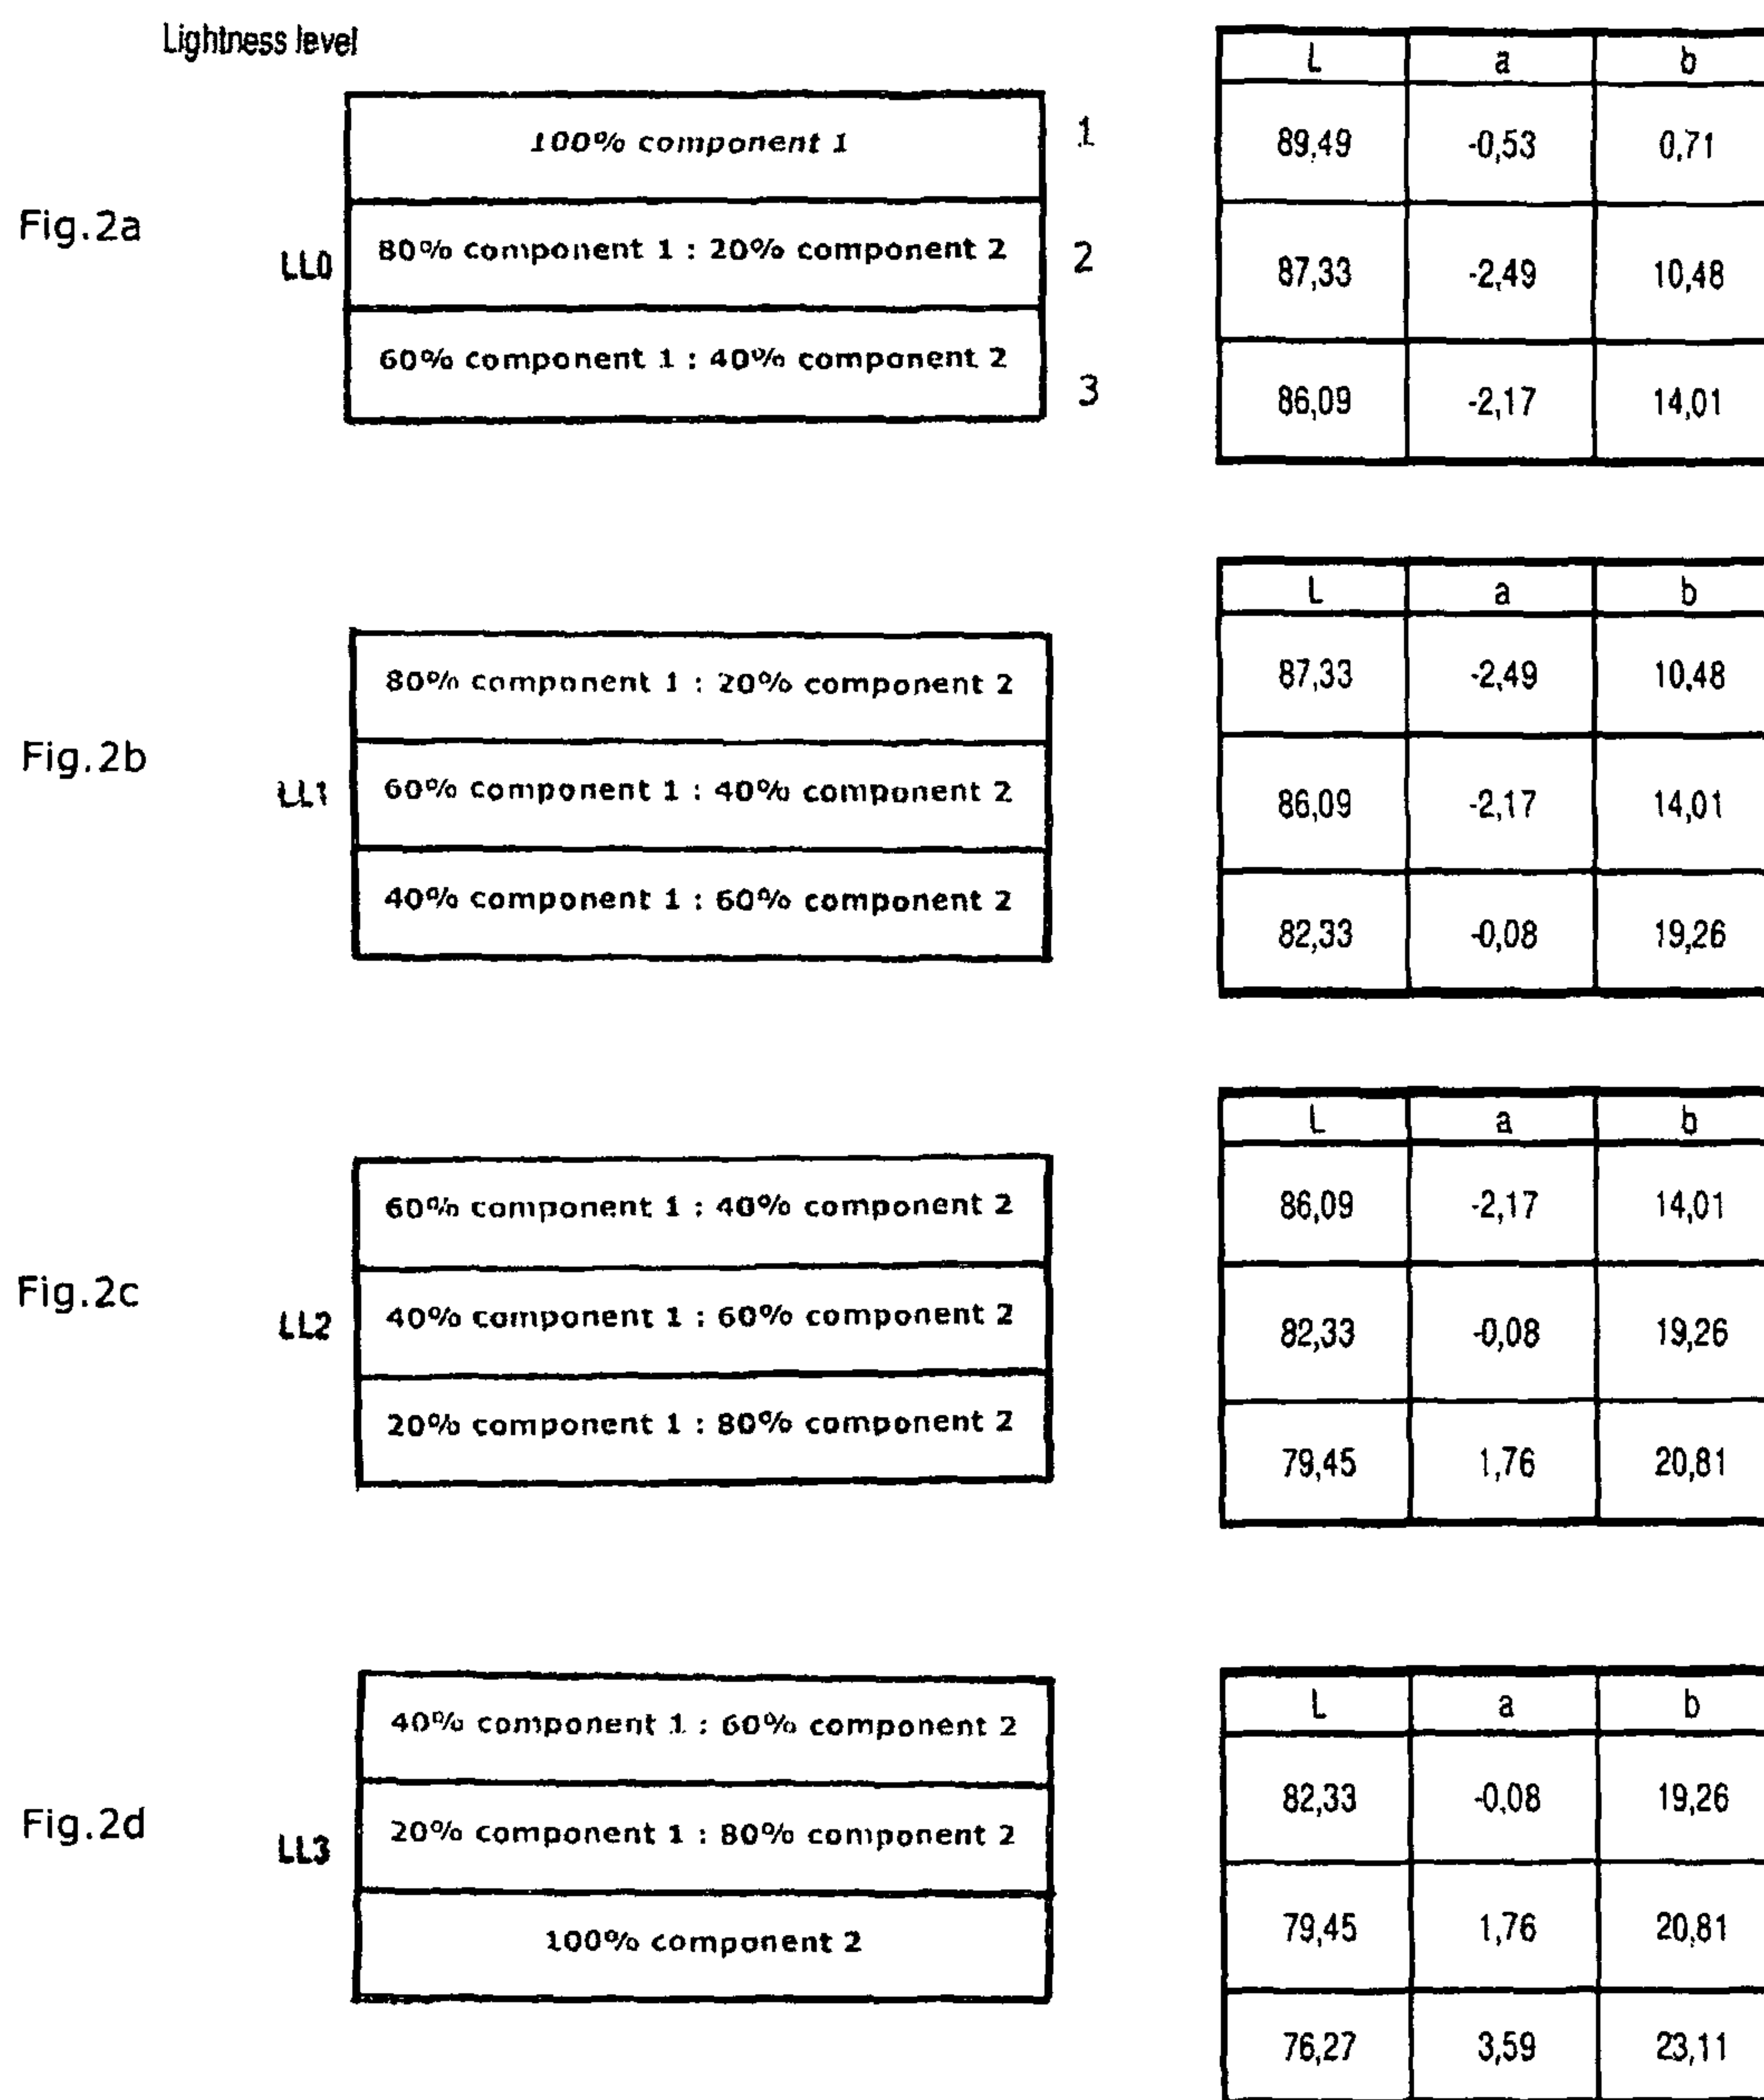 Lightness level
Fig.2a
LL0
100% component 1
80% component 1 : 20% component 2
60% component 1 : 40% component 2
1
2
3
L a b
89,49 -0,53 0,71
87,33 -2,49 10,48
86,09 -2,17 14,01
Fig.2b
LL1
80% component 1 : 20% component 2
60% component 1 : 40% component 2
40% component 1 : 60% component 2
L a b
87,33 -2,49 10,48
86,09 -2,17 14,01
82,33 -0,08 19,26
Fig.2c
LL2
60% component 1 : 40% component 2
40% component 1 : 60% component 2
20% component 1 : 80% component 2
L a b
86,09 -2,17 14,01
82,33 -0,08 19,26
79,45 1,76 20,81
Fig.2d
LL3
40% component 1 : 60% component 2
20% component 1 : 80% component 2
100% component 2
L a b
82,33 -0,08 19,26
79,45 1,76 20,81
76,27 3,59 23,11